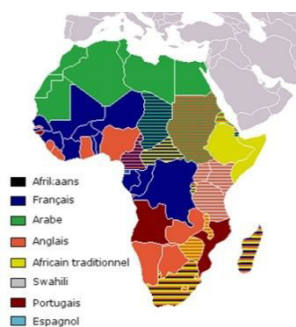 Afrikaans
Français
Arabe
Anglais
Africain traditionnel
Swahili
Portugais
Espagnol